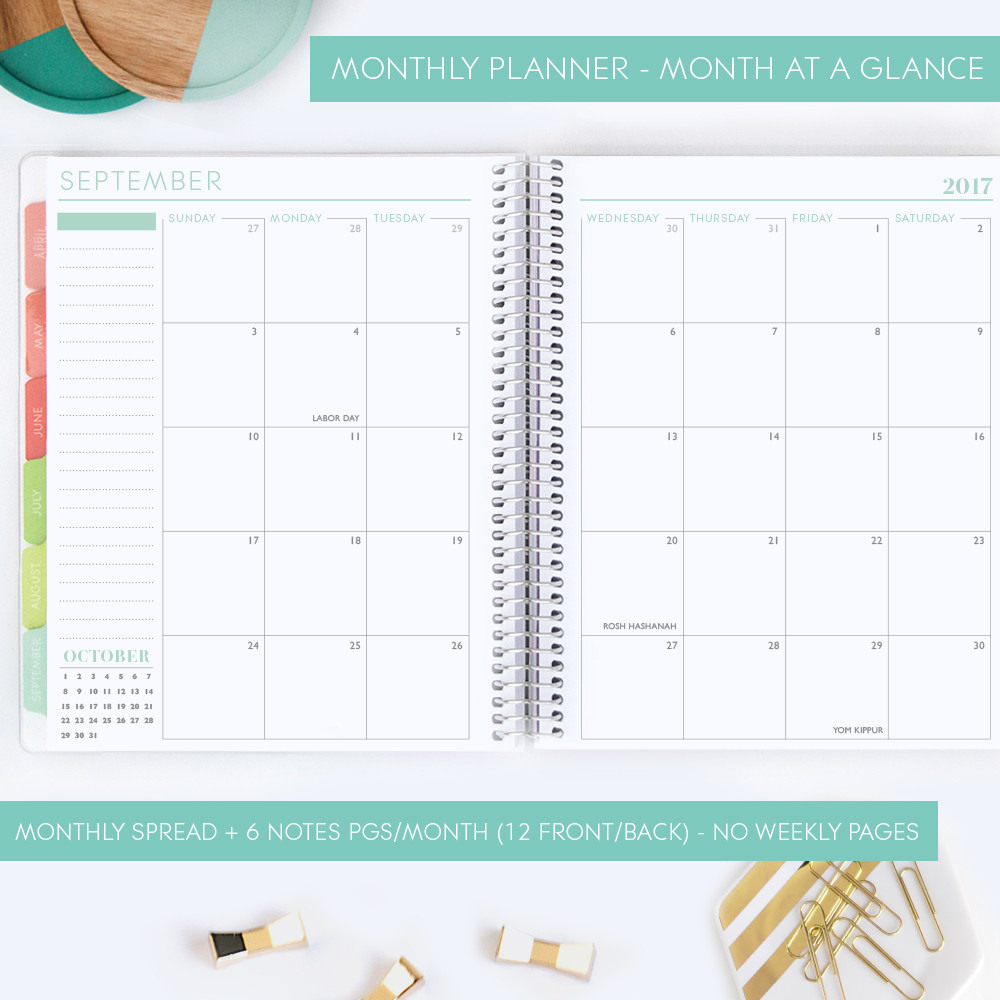 MONTHLY PLANNER - MONTH AT A GLANCE
SEPTEMBER
2017
SUNDAY MONDAY TUESDAY WEDNESDAY THURSDAY FRIDAY SATURDAY
27 28 29 30 31 1 2
3 4 5 6 7 8 9
LABOR DAY
10 11 12 13 14 15 16
17 18 19 20 21 22 23
ROSH HASHANAH
24 25 26 27 28 29 30
YOM KIPPUR
OCTOBER
1 2 3 4 5 6 7
8 9 10 11 12 13 14
15 16 17 18 19 20 21
22 23 24 25 26 27 28
29 30 31
APRIL
MAY
JUNE
JULY
AUGUST
SEPTEMBER
MONTHLY SPREAD + 6 NOTES PGS/MONTH (12 FRONT/BACK) - NO WEEKLY PAGES